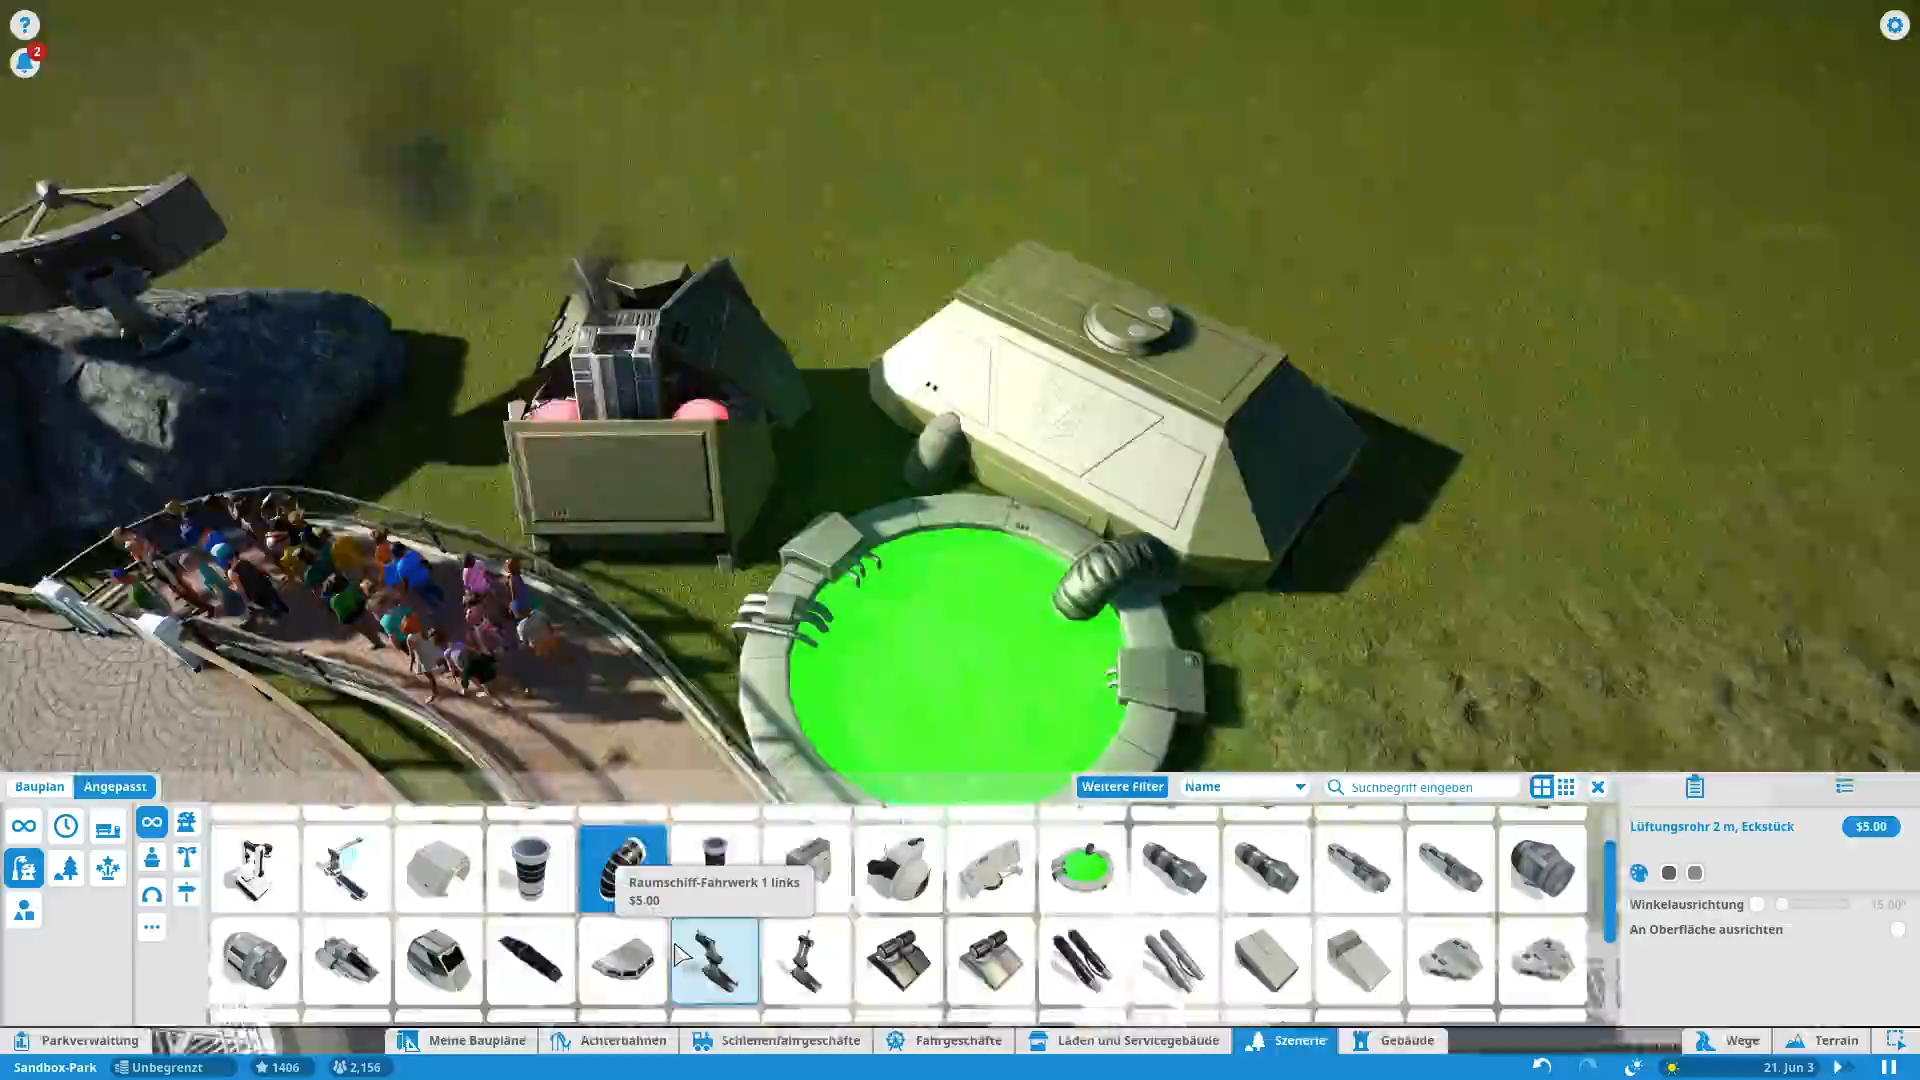 ?
2
Bauplan
Angepasst
Weitere Filter
Name
Suchbegriff eingeben
Lüftungsrohr 2 m, Eckstück
$5.00
Raumschiff-Fahrwerk 1 links
$5.00
Winkelausrichtung
15.00°
An Oberfläche ausrichten
Parkverwaltung
Meine Baupläne
Achterbahnen
Schienenfahrgeschäfte
Fahrgeschäfte
Läden und Servicegebäude
Szenerie
Gebäude
Wege
Terrain
Sandbox-Park
Unbegrenzt
1406
2,156
21. Jun 3